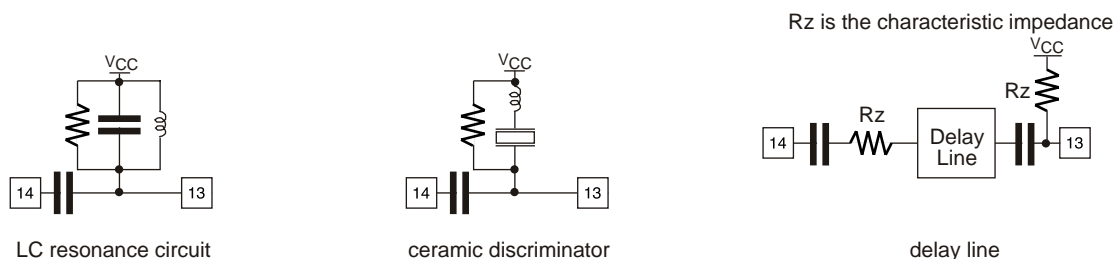 Rz is the characteristic impedance
VCC
VCC
VCC
Rz
Rz
Delay
Line
14
13
14
13
14
13
LC resonance circuit
ceramic discriminator
delay line